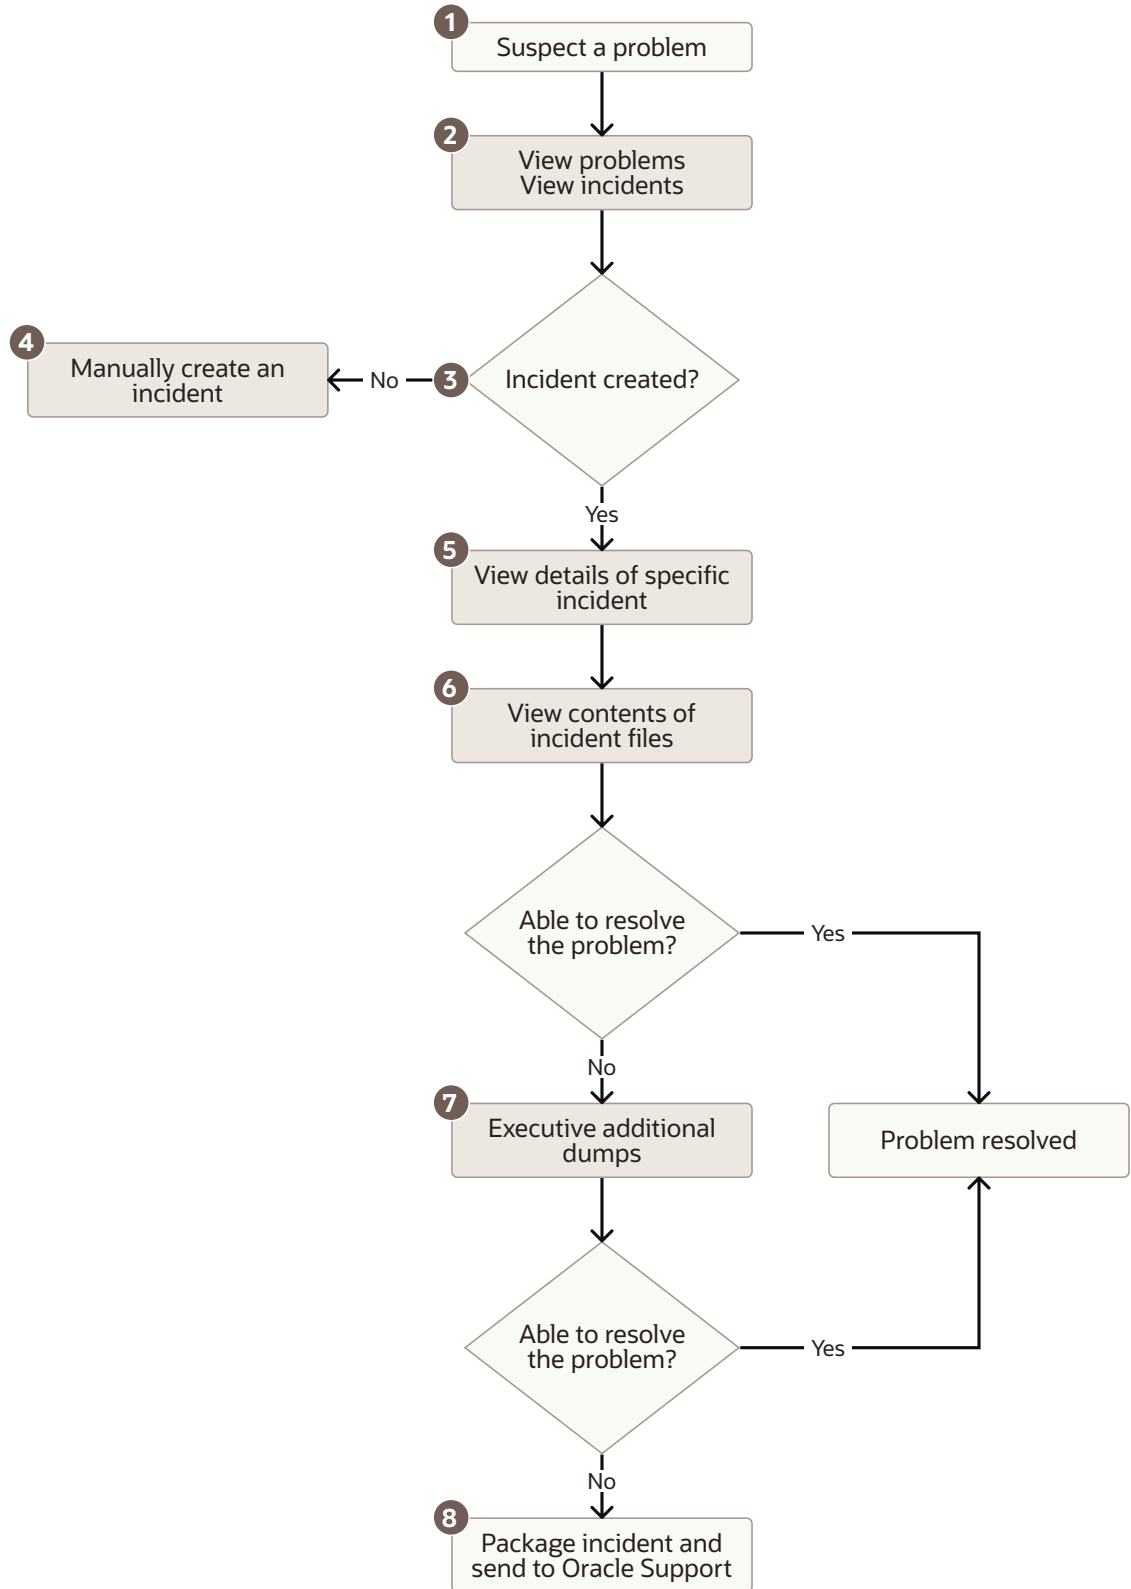 1
Suspect a problem
2
View problems
View incidents
4
Manually create an
incident
No
3
Incident created?
Yes
5
View details of specific
incident
6
View contents of
incident files
Able to resolve
the problem?
Yes
No
7
Executive additional
dumps
Problem resolved
Able to resolve
the problem?
Yes
No
8
Package incident and
send to Oracle Support